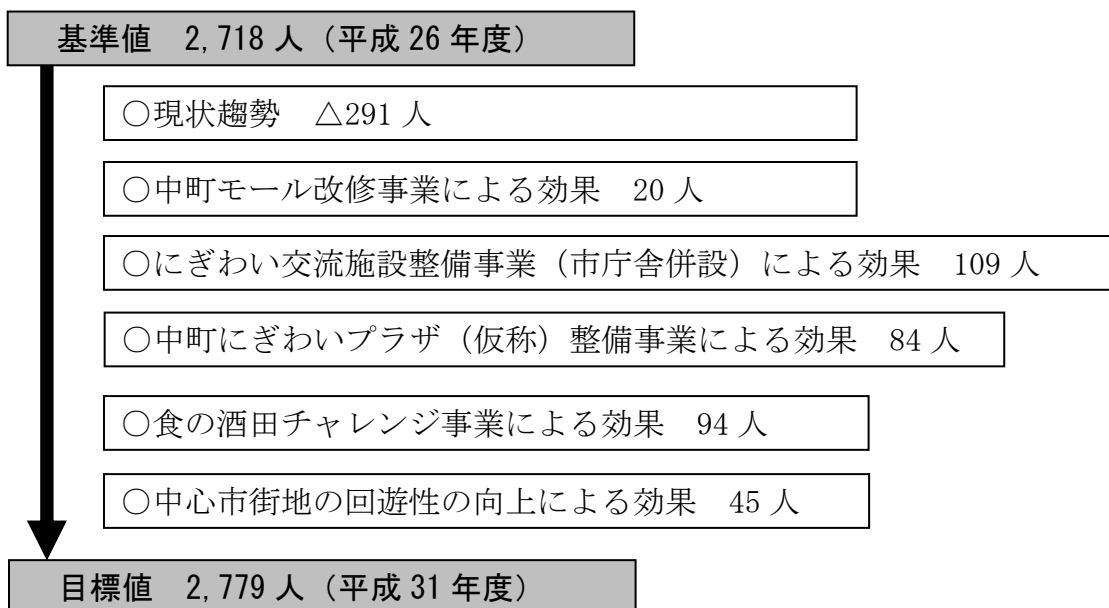 基準値　2,718 人（平成 26 年度）
○現状趨勢　△291 人
○中町モール改修事業による効果　20 人
○にぎわい交流施設整備事業（市庁舎併設）による効果　109 人
○中町にぎわいプラザ（仮称）整備事業による効果　84 人
○食の酒田チャレンジ事業による効果　94 人
○中心市街地の回遊性の向上による効果　45 人
目標値　2,779 人（平成 31 年度）